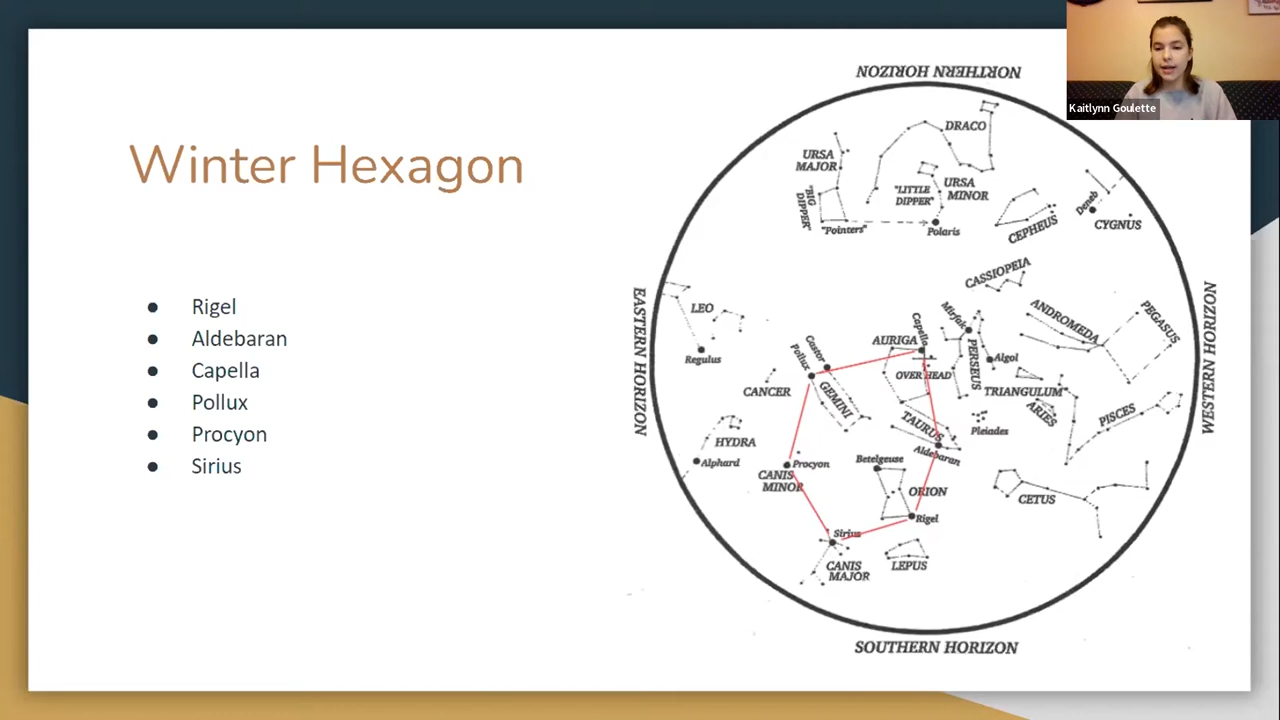 Winter Hexagon
Rigel
Aldebaran
Capella
Pollux
Procyon
Sirius
Kaitlynn Goulette
NORTHERN HORIZON
DRACO
URSA
MAJOR
"BIG
DIPPER"
"Pointers"
"LITTLE
DIPPER"
URSA
MINOR
Polaris
CEPHEUS
Deneb
CYGNUS
CASSIOPEIA
EASTERN HORIZON
LEO
Regulus
CANCER
Castor
Pollux
GEMINI
AURIGA
Capella
OVER HEAD
Mirfak
PERSEUS
Algol
ANDROMEDA
PEGASUS
TRIANGULUM
ARIES
PISCES
WESTERN HORIZON
HYDRA
Alphard
TAURUS
Pleiades
Aldebaran
Procyon
CANIS
MINOR
Betelgeuse
ORION
Rigel
CETUS
Sirius
CANIS
MAJOR
LEPUS
SOUTHERN HORIZON